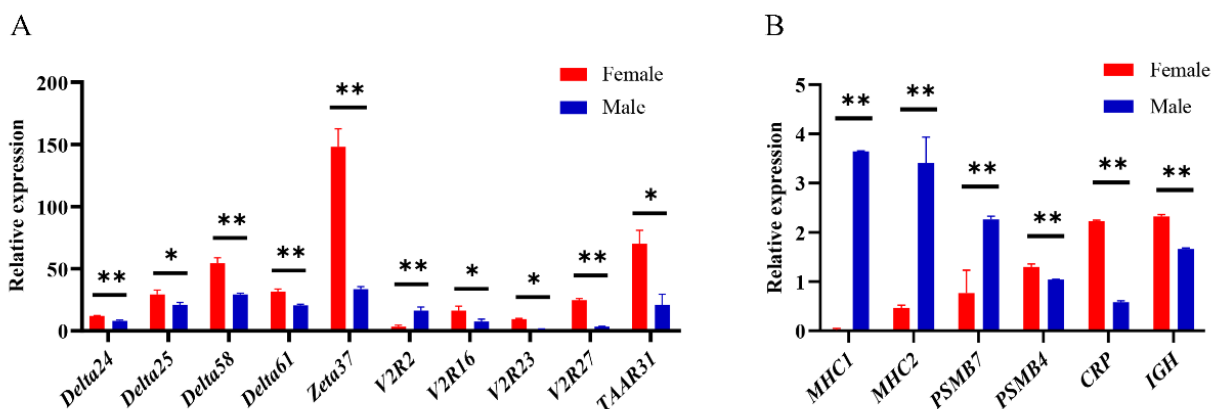 A
B
Relative expression
200
150
100
50
0
Female
Male
**
*
**
**
**
**
*
*
**
*
Delta24
Delta25
Delta58
Delta61
Zeta37
V2R2
V2R16
V2R23
V2R27
TAAR31
Relative expression
5
4
3
2
1
0
Female
Male
**
**
**
**
**
**
MHC1
MHC2
PSMB7
PSMB4
CRP
IGH